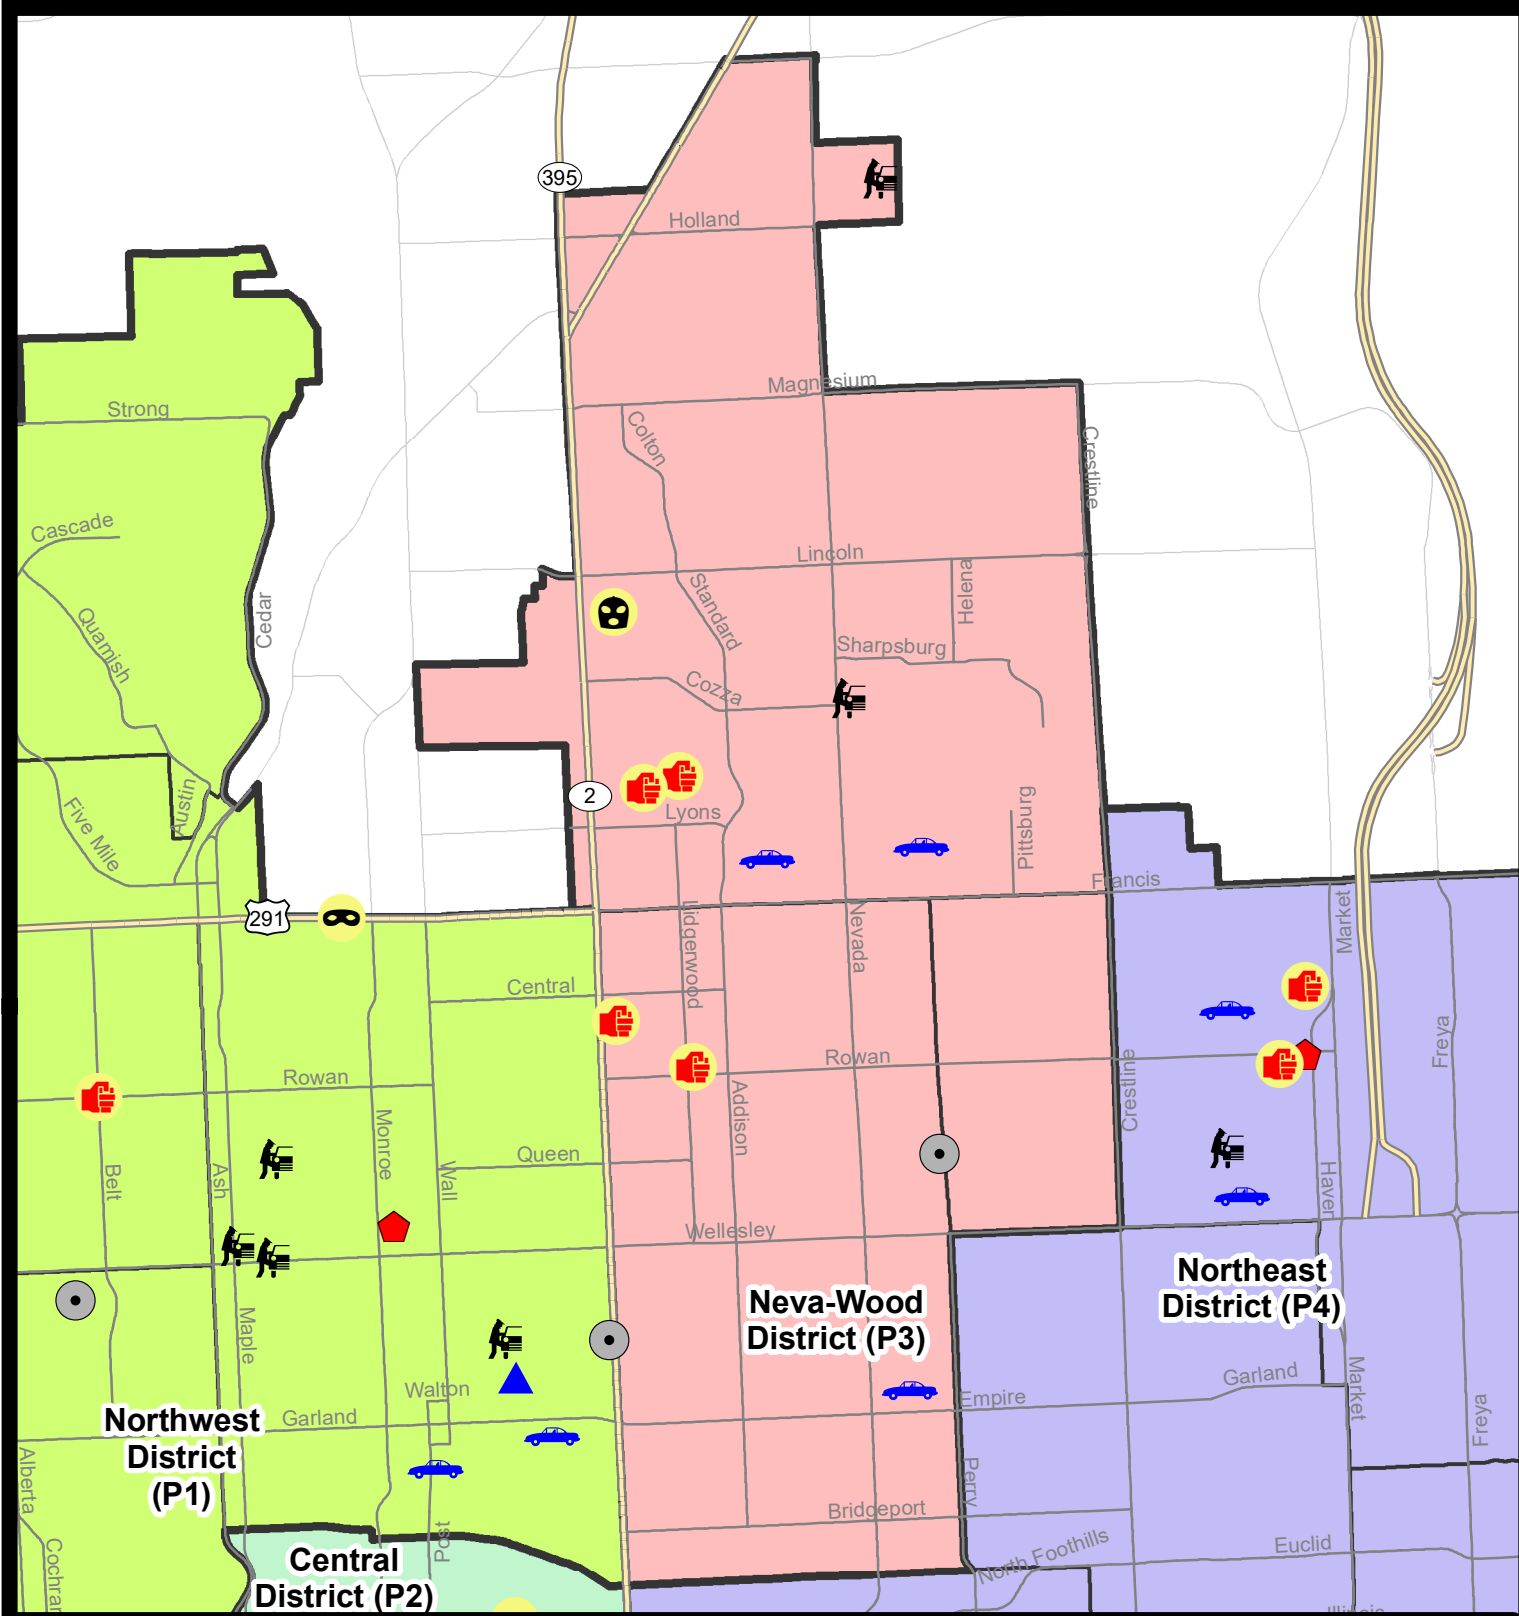 395
Holland
Magnesium
Strong
Colton
Crestline
Cascade
Lincoln
Helena
Standard
Cedar
Quamish
Sharpsburg
Cozza
2
Lyons
Austin
Five Mile
Pittsburg
Francis
291
Lidgerwood
Nevada
Market
Central
Freya
Rowan
Rowan
Crestline
Addison
Monroe
Queen
Belt
Ash
Wall
Haven
Wellesley
Northeast
District (P4)
Neva-Wood
District (P3)
Maple
Walton
Garland
Empire
Market
Freya
Northwest
District
(P1)
Garland
Alberta
Perry
Bridgeport
Post
Cochran
North Foothills
Euclid
Central
District (P2)